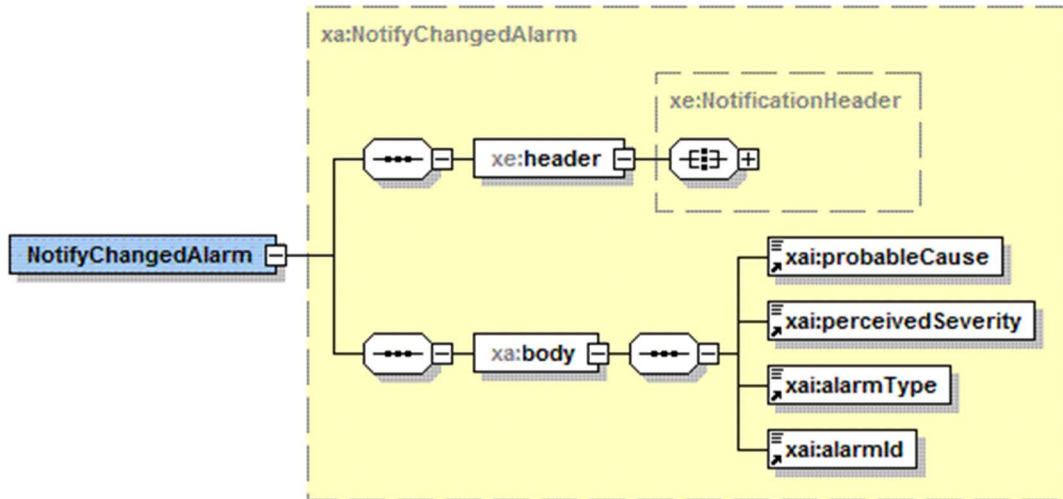 xa:NotifyChangedAlarm
xe:NotificationHeader
xe:header
NotifyChangedAlarm
xai:probableCause
xai:perceivedSeverity
xa:body
xai:alarmType
xai:alarmId